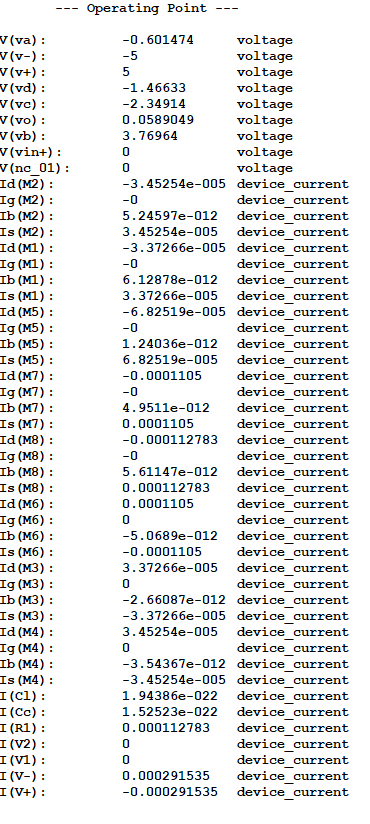 --- Operating Point ---
V(va): -0.601474 voltage
V(v-): -5 voltage
V(v+): 5 voltage
V(vd): -1.46633 voltage
V(vc): -2.34914 voltage
V(vo): 0.0589049 voltage
V(vb): 3.76964 voltage
V(vin+): 0 voltage
V(nc_01): 0 voltage
Id(M2): -3.45254e-005 device_current
Ig(M2): -0 device_current
Ib(M2): 5.24597e-012 device_current
Is(M2): 3.45254e-005 device_current
Id(M1): -3.37266e-005 device_current
Ig(M1): -0 device_current
Ib(M1): 6.12878e-012 device_current
Is(M1): 3.37266e-005 device_current
Id(M5): -6.82519e-005 device_current
Ig(M5): -0 device_current
Ib(M5): 1.24036e-012 device_current
Is(M5): 6.82519e-005 device_current
Id(M7): -0.0001105 device_current
Ig(M7): -0 device_current
Ib(M7): 4.9511e-012 device_current
Is(M7): 0.0001105 device_current
Id(M8): -0.000112783 device_current
Ig(M8): -0 device_current
Ib(M8): 5.61147e-012 device_current
Is(M8): 0.000112783 device_current
Id(M6): 0.0001105 device_current
Ig(M6): 0 device_current
Ib(M6): -5.0689e-012 device_current
Is(M6): -0.0001105 device_current
Id(M3): 3.37266e-005 device_current
Ig(M3): 0 device_current
Ib(M3): -2.66087e-012 device_current
Is(M3): -3.37266e-005 device_current
Id(M4): 3.45254e-005 device_current
Ig(M4): 0 device_current
Ib(M4): -3.54367e-012 device_current
Is(M4): -3.45254e-005 device_current
I(Cl): 1.94386e-022 device_current
I(Cc): 1.52523e-022 device_current
I(R1): 0.000112783 device_current
I(V2): 0 device_current
I(V1): 0 device_current
I(V-): 0.000291535 device_current
I(V+): -0.000291535 device_current